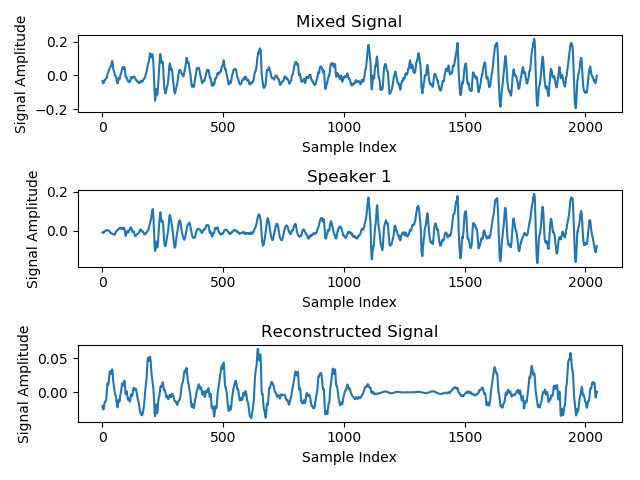 Mixed Signal
Signal Amplitude
0.2
0.0
−0.2
0 500 1000 1500 2000
Sample Index
Speaker 1
Signal Amplitude
0.2
0.0
0 500 1000 1500 2000
Sample Index
Reconstructed Signal
Signal Amplitude
0.05
0.00
0 500 1000 1500 2000
Sample Index